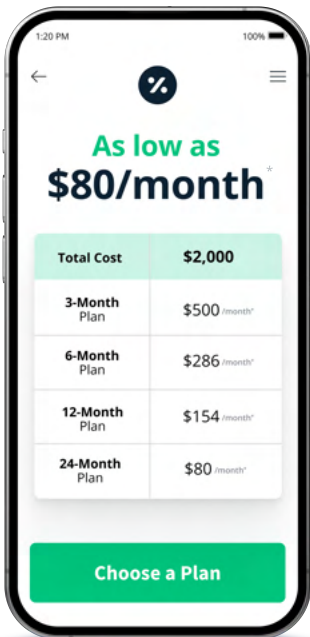 1:20 PM 100%
%
As low as
$80/month*
Total Cost $2,000
3-Month
Plan
$500 /month*
6-Month
Plan
$286 /month*
12-Month
Plan
$154 /month*
24-Month
Plan
$80 /month*
Choose a Plan